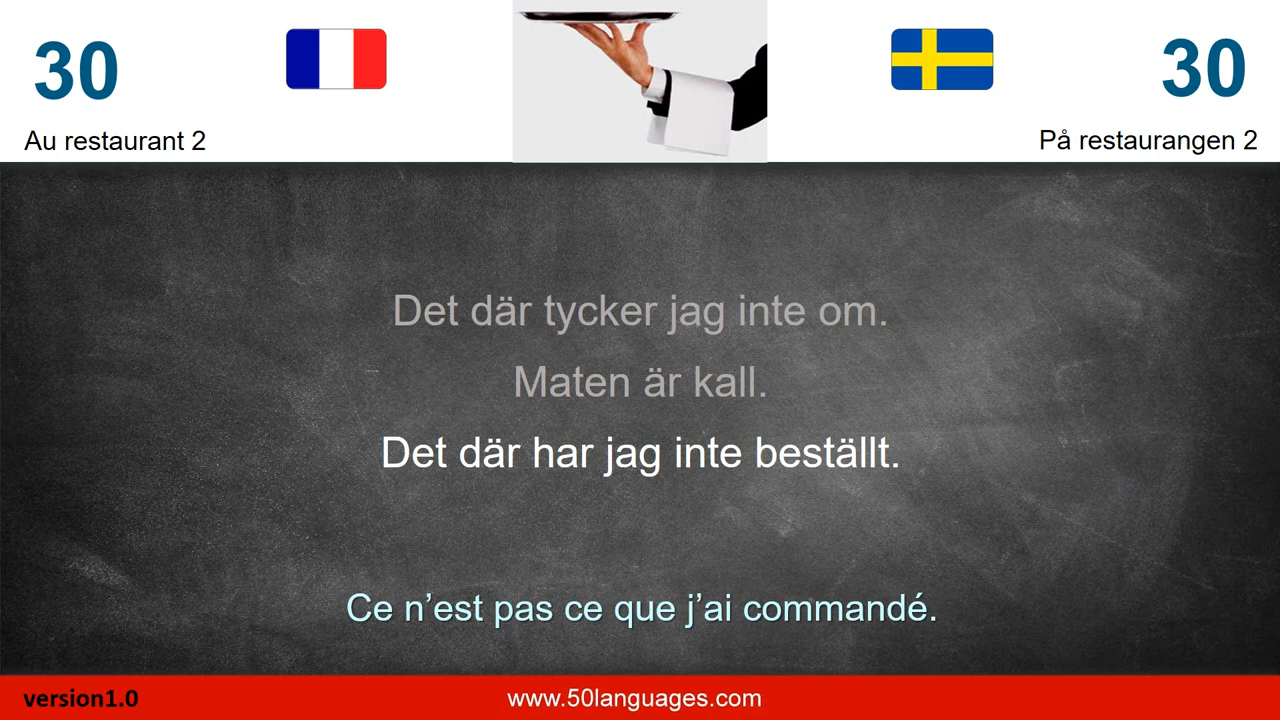 30
30
Au restaurant 2
På restaurangen 2
Det där tycker jag inte om.
Maten är kall.
Det där har jag inte beställt.
Ce n’est pas ce que j’ai commandé.
version1.0
www.50languages.com